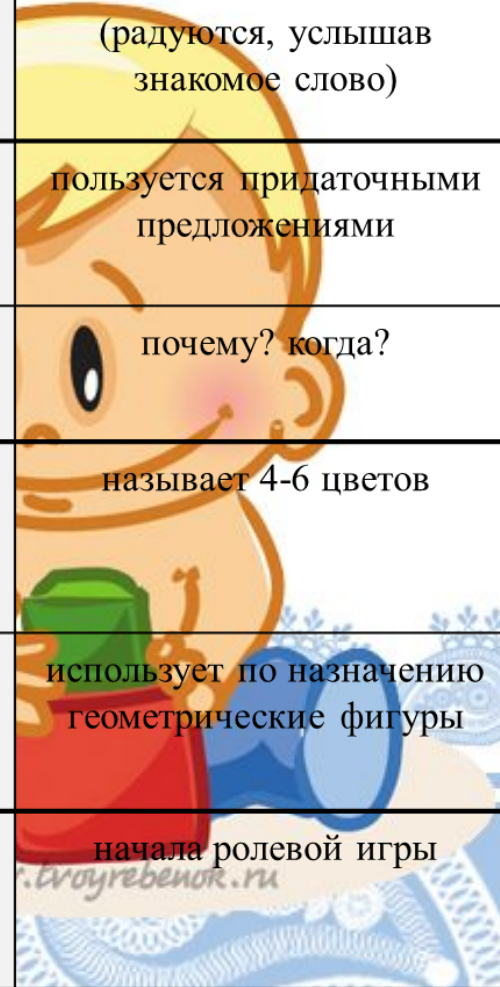 (радуются, услышав
знакомое слово)
пользуется придаточными
предложениями
почему? когда?
называет 4-6 цветов
использует по назначению
геометрические фигуры
начала ролевой игры
.tvoyrebenok.ru